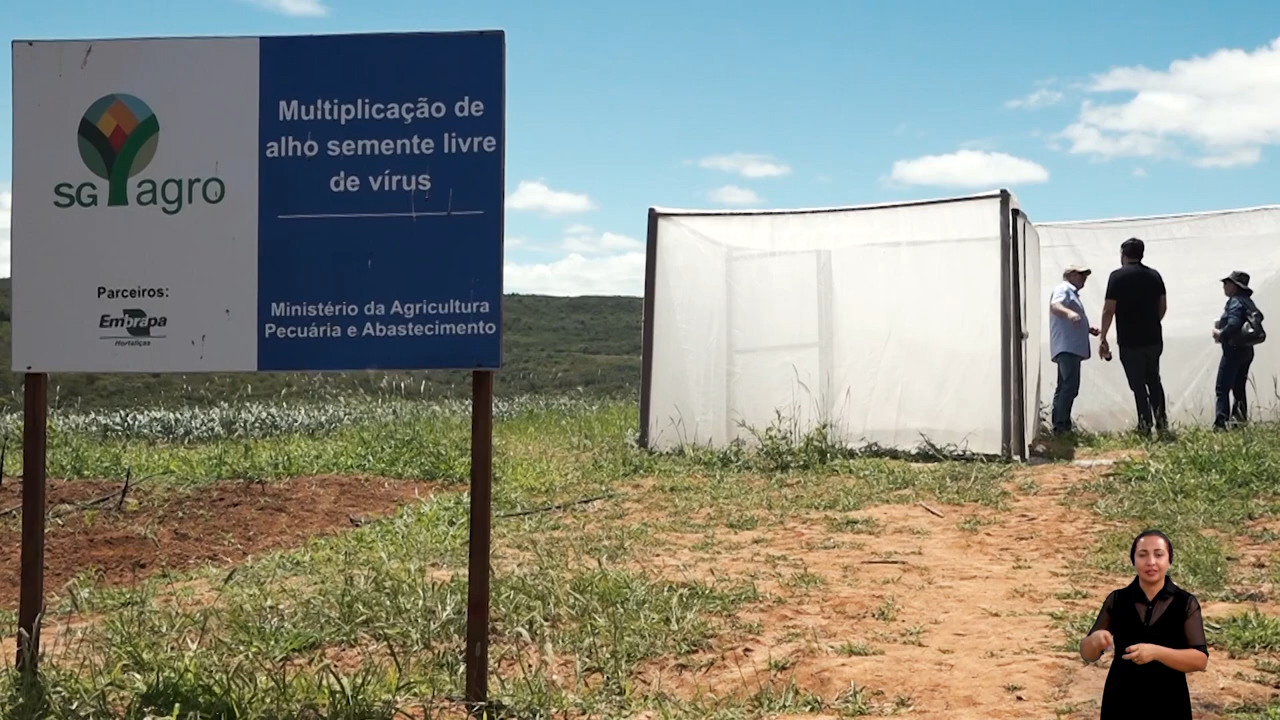 SG agro
Parceiros:
Embrapa
Hortaliças
Multiplicação de
alho semente livre
de vírus
Ministério da Agricultura
Pecuária e Abastecimento